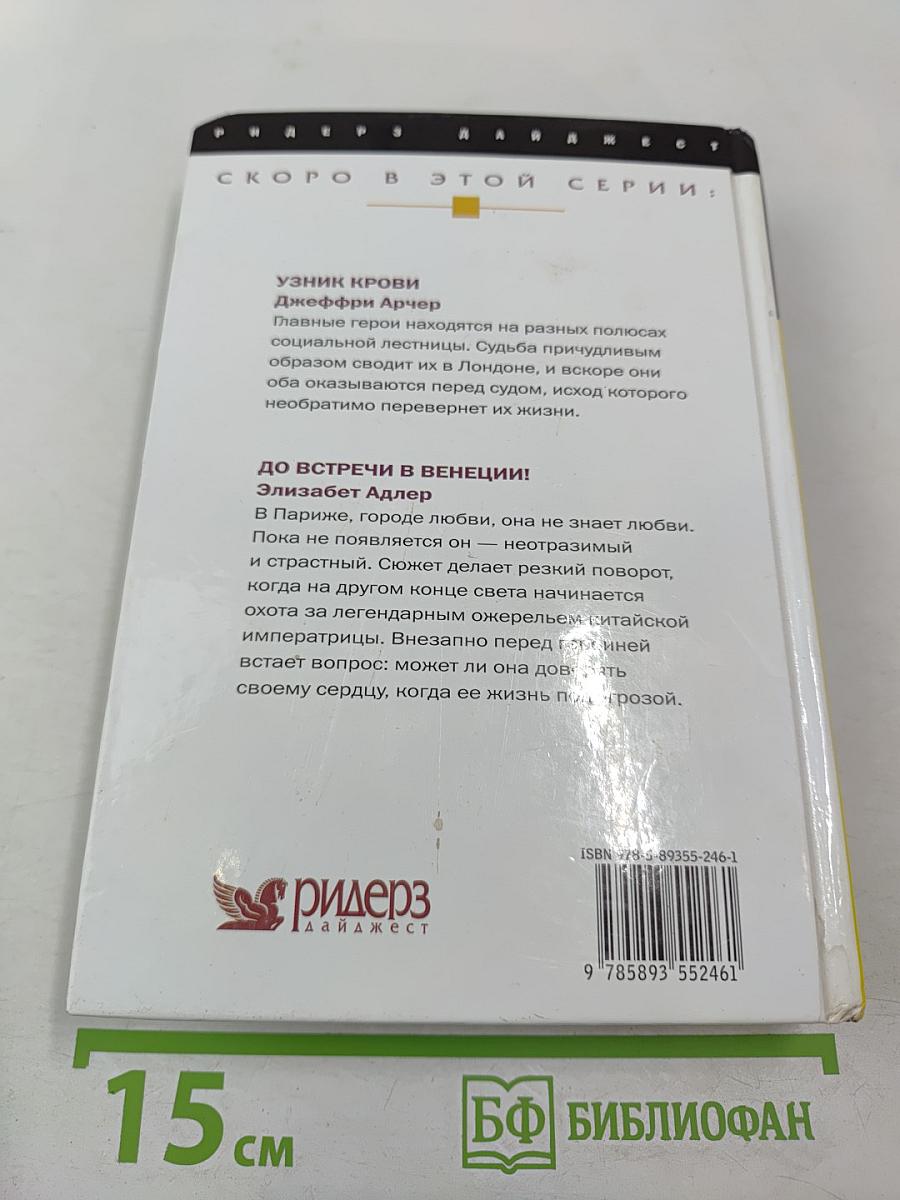 РИДЕРЗ ДАЙДЖЕСТ
СКОРО В ЭТОЙ СЕРИИ:
УЗНИК КРОВИ
Джеффри Арчер
Главные герои находятся на разных полюсах
социальной лестницы. Судьба причудливым
образом сводит их в Лондоне, и вскоре они
оба оказываются перед судом, исход которого
необратимо перевернет их жизни.
ДО ВСТРЕЧИ В ВЕНЕЦИИ!
Элизабет Адлер
В Париже, городе любви, она не знает любви.
Пока не появляется он — неотразимый
и страстный. Сюжет делает резкий поворот,
когда на другом конце света начинается
охота за легендарным ожерельем китайской
императрицы. Внезапно перед героиней
встает вопрос: может ли она доверять
своему сердцу, когда ее жизнь под угрозой.
ISBN 978-5-89355-246-1
ридерз
дайджест
9 785893 552461
15 см
БФ БИБЛИОФАН